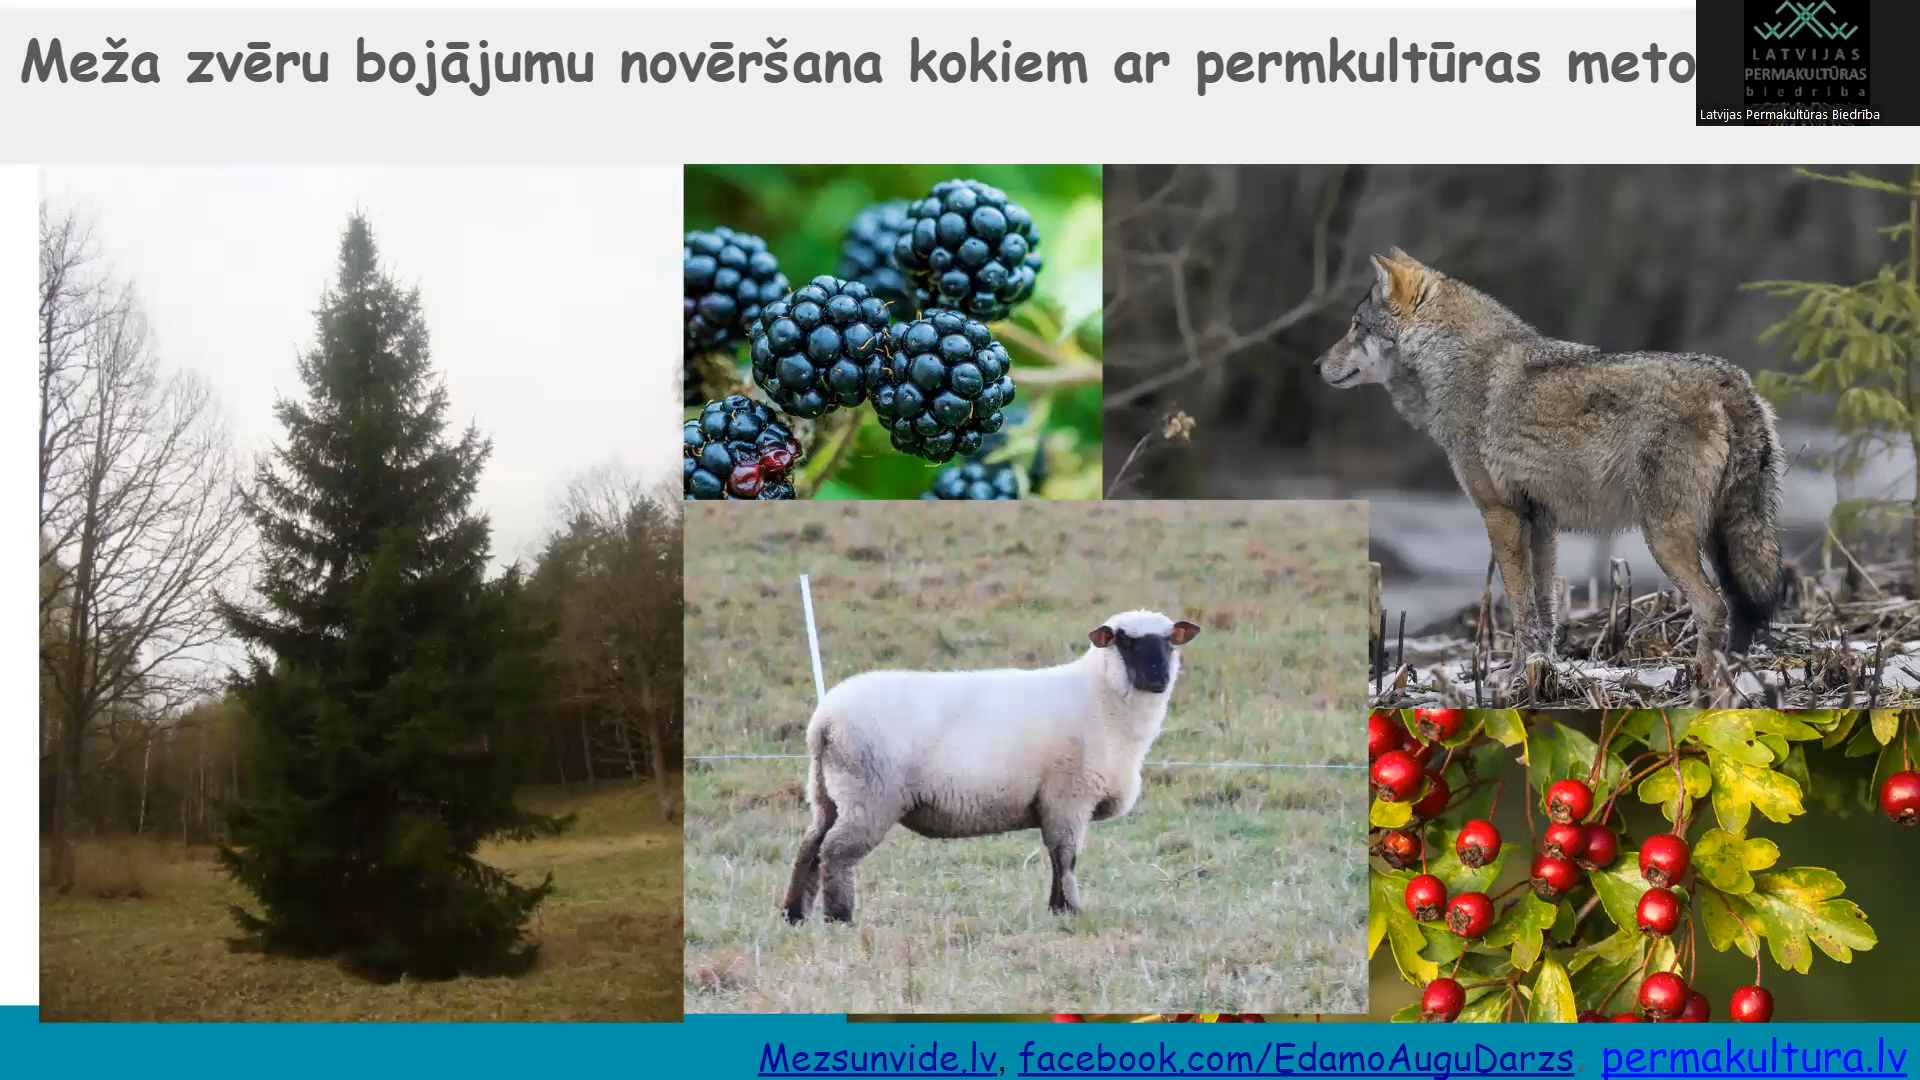 Meža zvēru bojājumu novēršana kokiem ar permkultūras meto
LATVIJAS
PERMAKULTŪRAS
biedrība
Latvijas Permakultūras Biedrība
Mezsunvide.lv, facebook.com/EdamoAuguDarzs. permakultura.lv